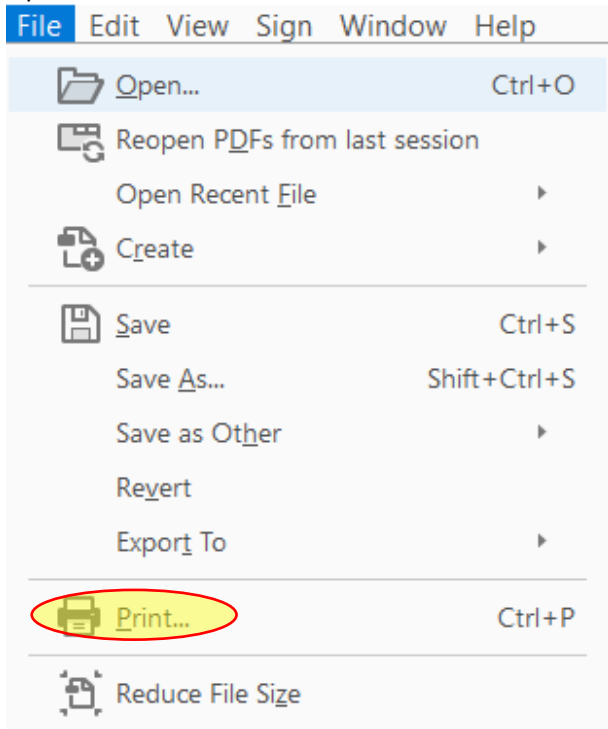 File Edit View Sign Window Help
Open... Ctrl+O
Reopen PDFs from last session
Open Recent File
Create
Save Ctrl+S
Save As... Shift+Ctrl+S
Save as Other
Revert
Export To
Print... Ctrl+P
Reduce File Size